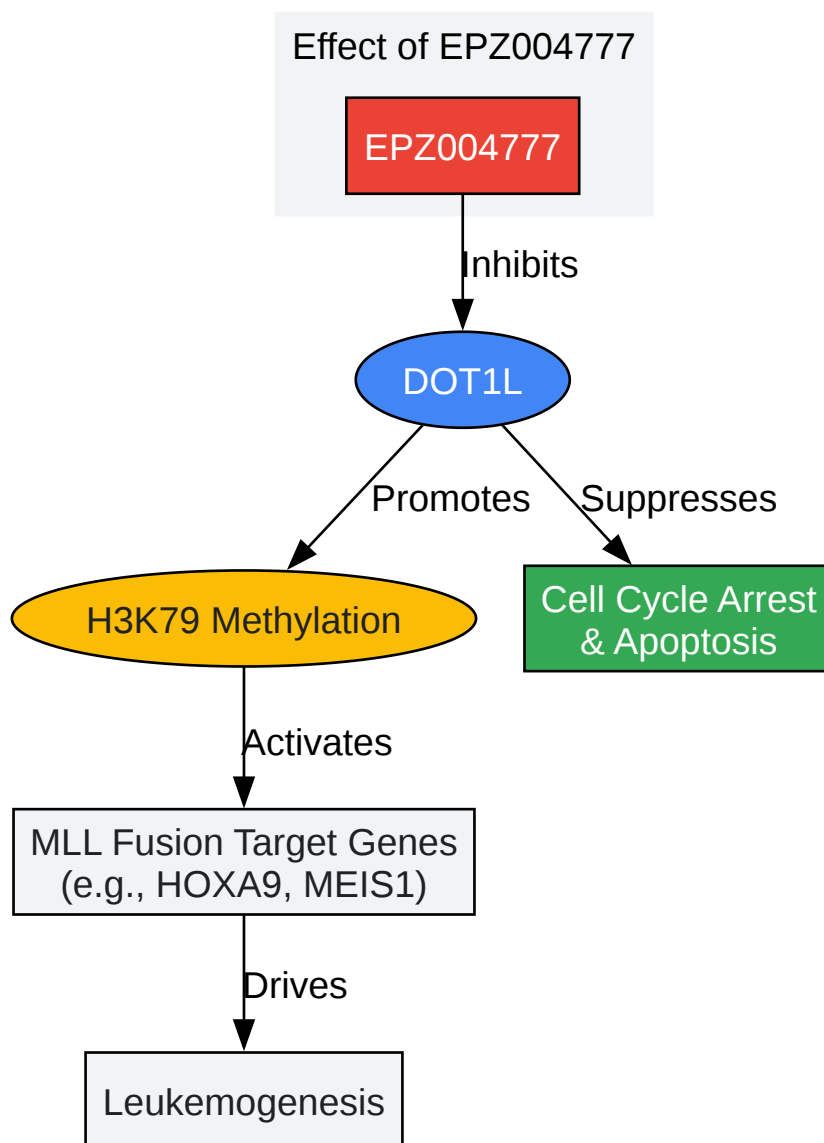 Effect of EPZ004777
EPZ004777
Inhibits
DOT1L
Promotes
Suppresses
H3K79 Methylation
Cell Cycle Arrest
& Apoptosis
Activates
MLL Fusion Target Genes
(e.g., HOXA9, MEIS1)
Drives
Leukemogenesis